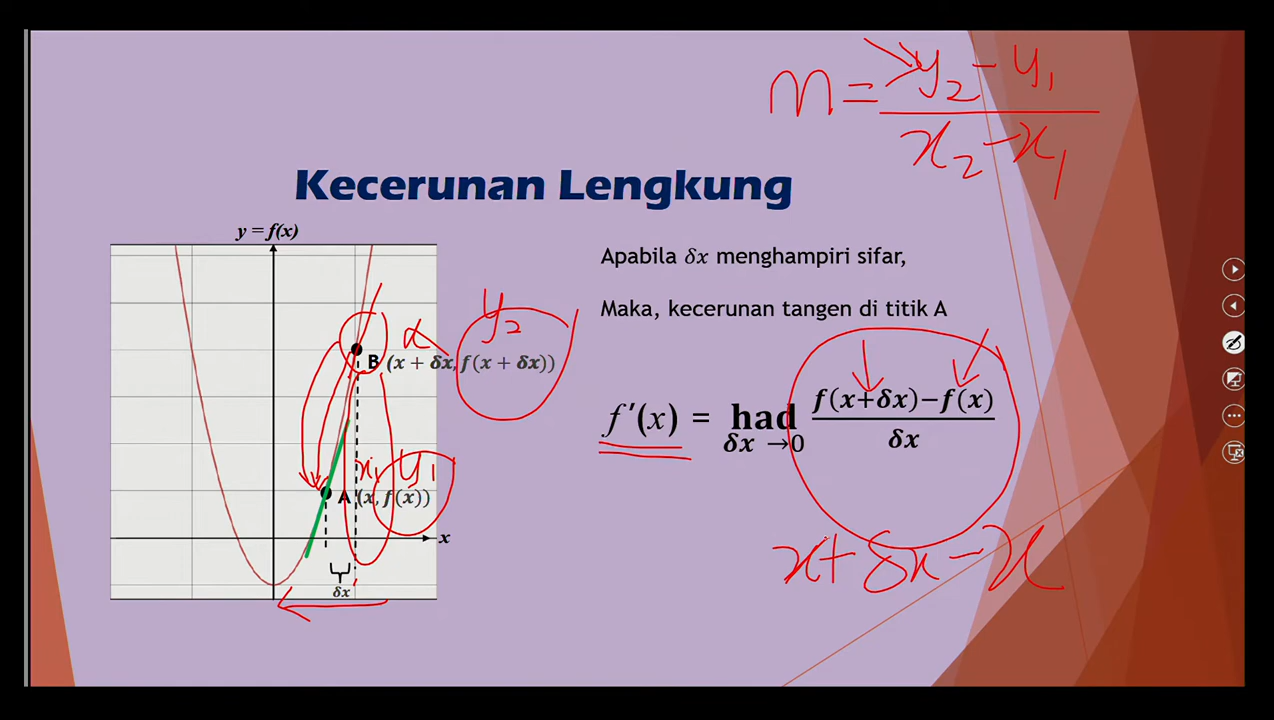 m = y₂ - y₁ / x₂ - x₁
Kecerunan Lengkung
y = f(x)
Apabila 𝛿x menghampiri sifar,
Maka, kecerunan tangen di titik A
y₂
B (x + 𝛿x, f(x + 𝛿x))
f′(x) = had 𝛿x →0 f(x+𝛿x)−f(x) / 𝛿x
x₁ y₁
A (x, f(x))
x
𝛿x
x + 𝛿x - x